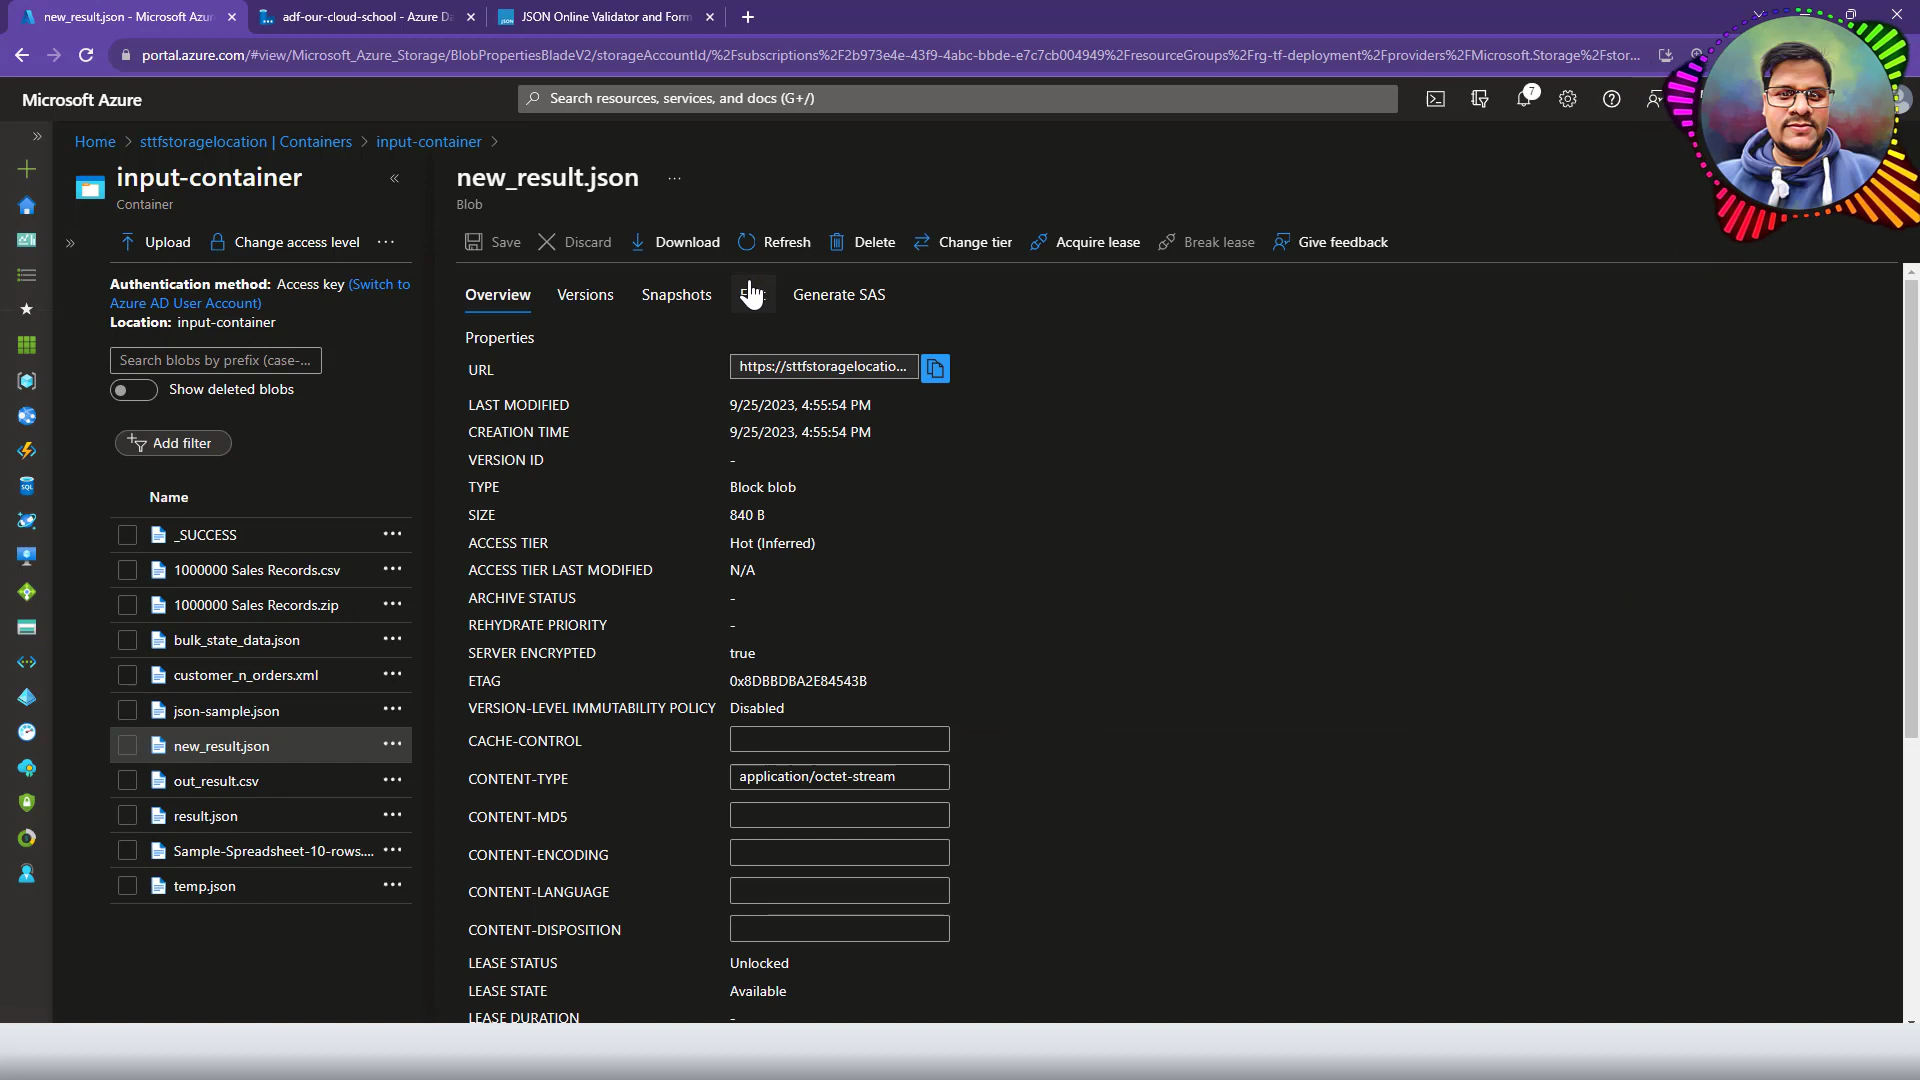 new_result.json - Microsoft Azu
adf-our-cloud-school - Azure Da
JSON Online Validator and Form
portal.azure.com/#view/Microsoft_Azure_Storage/BlobPropertiesBladeV2/storageAccountId/%2Fsubscriptions%2F2b973e4e-43f9-4abc-bbde-e7c7cb004949%2FresourceGroups%2Frg-tf-deployment%2Fproviders%2FMicrosoft.Storage%2Fstor...
Microsoft Azure
Search resources, services, and docs (G+/)
7
Home > sttfstoragelocation | Containers > input-container >
input-container
Container
Upload
Change access level
Authentication method: Access key (Switch to
Azure AD User Account)
Location: input-container
Search blobs by prefix (case-...
Show deleted blobs
Add filter
Name
_SUCCESS
1000000 Sales Records.csv
1000000 Sales Records.zip
bulk_state_data.json
customer_n_orders.xml
json-sample.json
new_result.json
out_result.csv
result.json
Sample-Spreadsheet-10-rows....
temp.json
new_result.json
Blob
Save
Discard
Download
Refresh
Delete
Change tier
Acquire lease
Break lease
Give feedback
Overview
Versions
Snapshots
Generate SAS
Properties
URL https://sttfstoragelocatio...
LAST MODIFIED 9/25/2023, 4:55:54 PM
CREATION TIME 9/25/2023, 4:55:54 PM
VERSION ID -
TYPE Block blob
SIZE 840 B
ACCESS TIER Hot (Inferred)
ACCESS TIER LAST MODIFIED N/A
ARCHIVE STATUS -
REHYDRATE PRIORITY -
SERVER ENCRYPTED true
ETAG 0x8DBBDBA2E84543B
VERSION-LEVEL IMMUTABILITY POLICY Disabled
CACHE-CONTROL
CONTENT-TYPE application/octet-stream
CONTENT-MD5
CONTENT-ENCODING
CONTENT-LANGUAGE
CONTENT-DISPOSITION
LEASE STATUS Unlocked
LEASE STATE Available
LEASE DURATION -